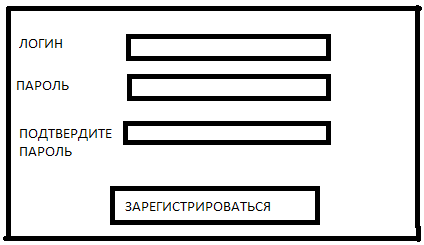 ЛОГИН
ПАРОЛЬ
ПОДТВЕРДИТЕ
ПАРОЛЬ
ЗАРЕГИСТРИРОВАТЬСЯ